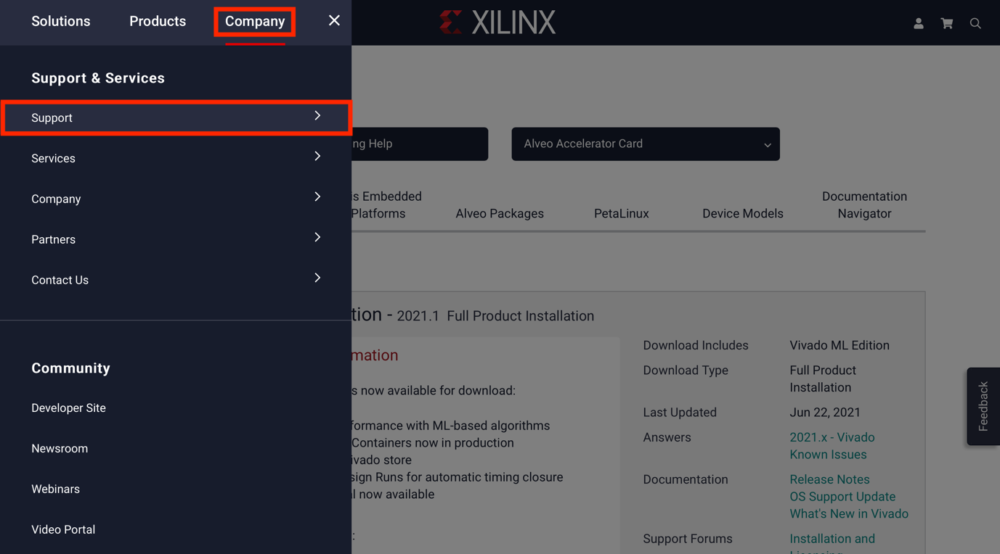 Solutions
Products
Company
XILINX
Support & Services
Support
Services
Company
Partners
Contact Us
Community
Developer Site
Newsroom
Webinars
Video Portal
ng Help
Alveo Accelerator Card
is Embedded
Platforms
Alveo Packages
PetaLinux
Device Models
Documentation
Navigator
tion - 2021.1 Full Product Installation
mation
s now available for download:
formance with ML-based algorithms
Containers now in production
ivado store
sign Runs for automatic timing closure
l now available
:
Download Includes
Vivado ML Edition
Download Type
Full Product
Installation
Last Updated
Jun 22, 2021
Answers
2021.x - Vivado
Known Issues
Documentation
Release Notes
OS Support Update
What's New in Vivado
Support Forums
Installation and
Licensing
Feedback